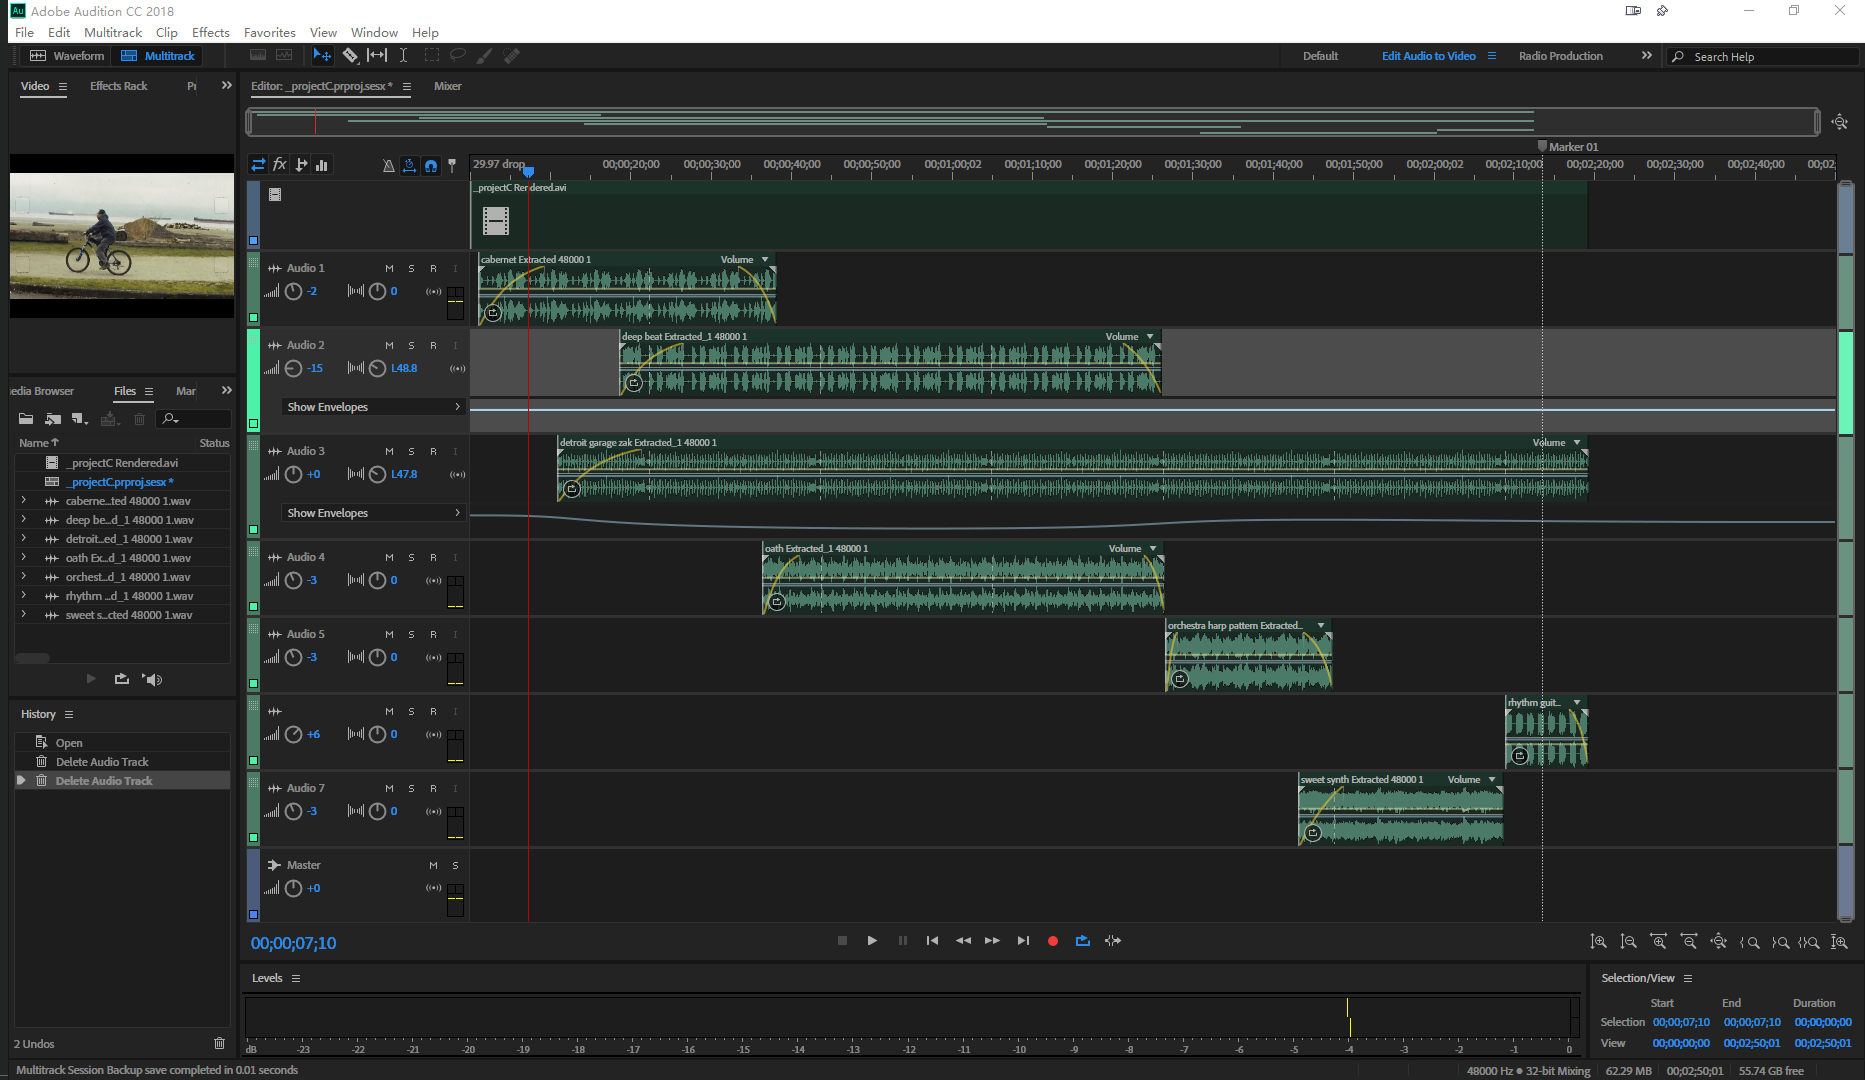 Au Adobe Audition CC 2018
File Edit Multitrack Clip Effects Favorites View Window Help
Waveform Multitrack Default Edit Audio to Video Radio Production Search Help
Video Effects Rack Pr
Editor: _projectC.prproj.sesx * Mixer
Marker 01
fx 29.97 drop 00;00;20;00 00;00;30;00 00;00;40;00 00;00;50;00 00;01;00;02 00;01;10;00 00;01;20;00 00;01;30;00 00;01;40;00 00;01;50;00 00;02;00;02 00;02;10;00 00;02;20;00 00;02;30;00 00;02;40;00 00;02;
_projectC Rendered.avi
Audio 1 M S R I
-2 0
cabernet Extracted 48000 1 Volume
Audio 2 M S R I
-15 L48.8
deep beat Extracted_1 48000 1 Volume
Show Envelopes
Audio 3 M S R I
+0 L47.8
detroit garage zak Extracted_1 48000 1 Volume
Show Envelopes
Audio 4 M S R I
-3 0
oath Extracted_1 48000 1 Volume
Audio 5 M S R I
-3 0
orchestra harp pattern Extracted...
M S R I
+6 0
rhythm guit...
Audio 7 M S R I
-3 0
sweet synth Extracted 48000 1 Volume
Master M S
+0
edia Browser Files Mar
Name Status
_projectC Rendered.avi
_projectC.prproj.sesx *
caberne...ted 48000 1.wav
deep be...d_1 48000 1.wav
detroit...ed_1 48000 1.wav
oath Ex...d_1 48000 1.wav
orchest...d_1 48000 1.wav
rhythm ...d_1 48000 1.wav
sweet s...cted 48000 1.wav
History
Open
Delete Audio Track
Delete Audio Track
2 Undos
00;00;07;10
Levels
dB -23 -22 -21 -20 -19 -18 -17 -16 -15 -14 -13 -12 -11 -10 -9 -8 -7 -6 -5 -4 -3 -2 -1 0
Selection/View
Start End Duration
Selection 00;00;07;10 00;00;07;10 00;00;00;00
View 00;00;00;00 00;02;50;01 00;02;50;01
Multitrack Session Backup save completed in 0.01 seconds
48000 Hz ● 32-bit Mixing 62.29 MB 00;02;50;01 55.74 GB free